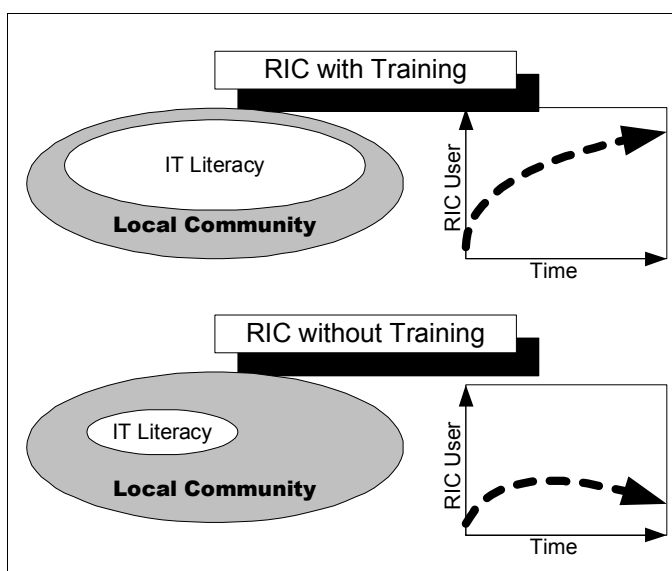 RIC with Training
IT Literacy
Local Community
RIC User
Time
RIC without Training
IT Literacy
Local Community
RIC User
Time